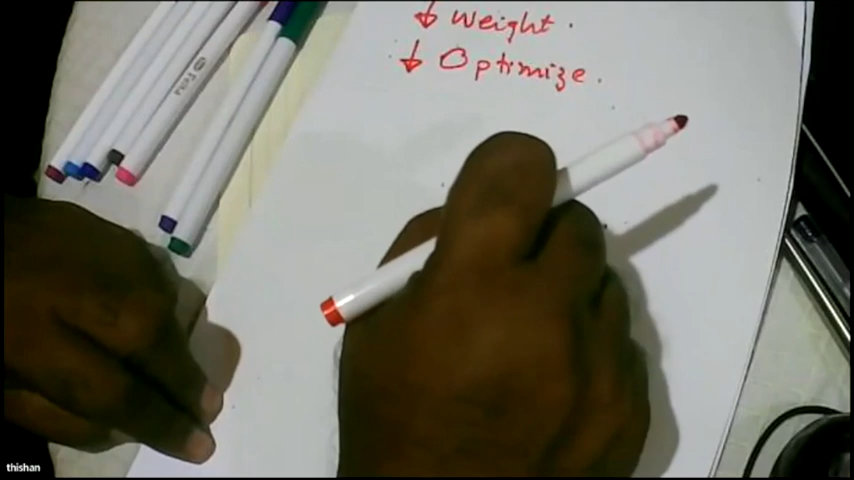 ↓ Weight.
↓ Optimize.
thishan